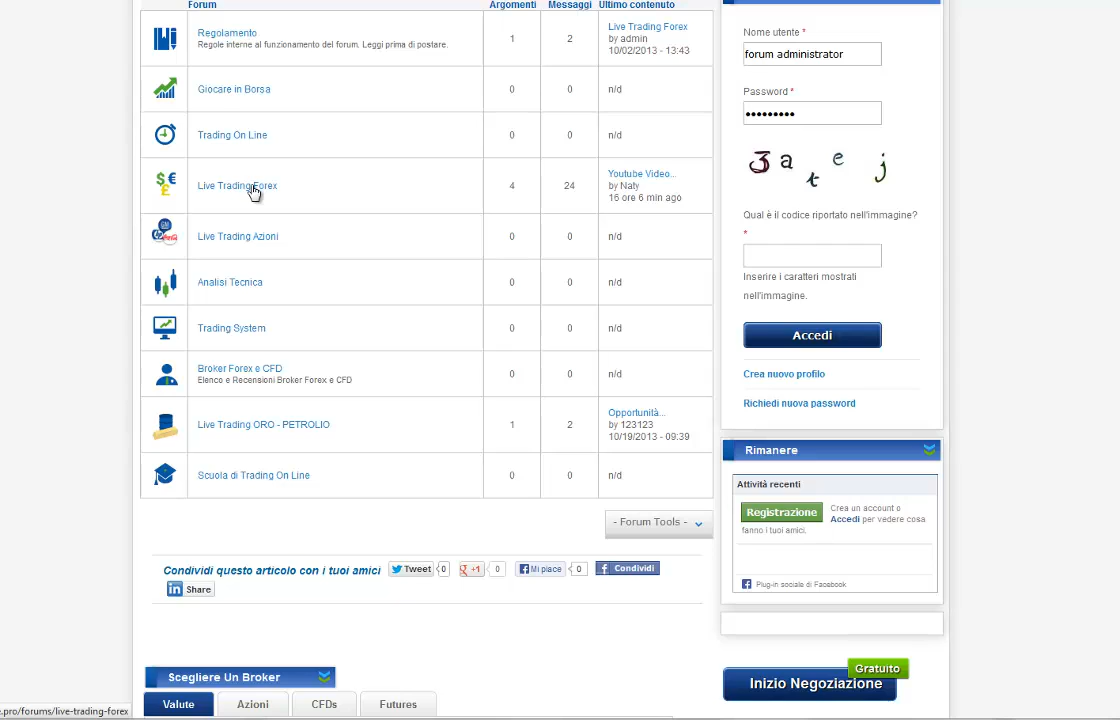 Forum Argomenti Messaggi Ultimo contenuto
Regolamento
Regole interne al funzionamento del forum. Leggi prima di postare.
1 2
Live Trading Forex
by admin
10/02/2013 - 13:43
Giocare in Borsa 0 0 n/d
Trading On Line 0 0 n/d
Live Trading Forex 4 24
Youtube Video...
by Naty
16 ore 6 min ago
Live Trading Azioni 0 0 n/d
Analisi Tecnica 0 0 n/d
Trading System 0 0 n/d
Broker Forex e CFD
Elenco e Recensioni Broker Forex e CFD
0 0 n/d
Live Trading ORO - PETROLIO 1 2
Opportunità...
by 123123
10/19/2013 - 09:39
Scuola di Trading On Line 0 0 n/d
- Forum Tools -
Condividi questo articolo con i tuoi amici Tweet 0 +1 0 Mi piace 0 Condividi
Share
Scegliere Un Broker
Valute Azioni CFDs Futures
e.pro/forums/live-trading-forex
Nome utente *
forum administrator
Password *
•••••••••
3 a t e j
Qual è il codice riportato nell'immagine?
*
Inserire i caratteri mostrati
nell'immagine.
Accedi
Crea nuovo profilo
Richiedi nuova password
Rimanere
Attività recenti
Registrazione
Crea un account o
Accedi per vedere cosa
fanno i tuoi amici.
Plug-in sociale di Facebook
Gratuito
Inizio Negoziazione